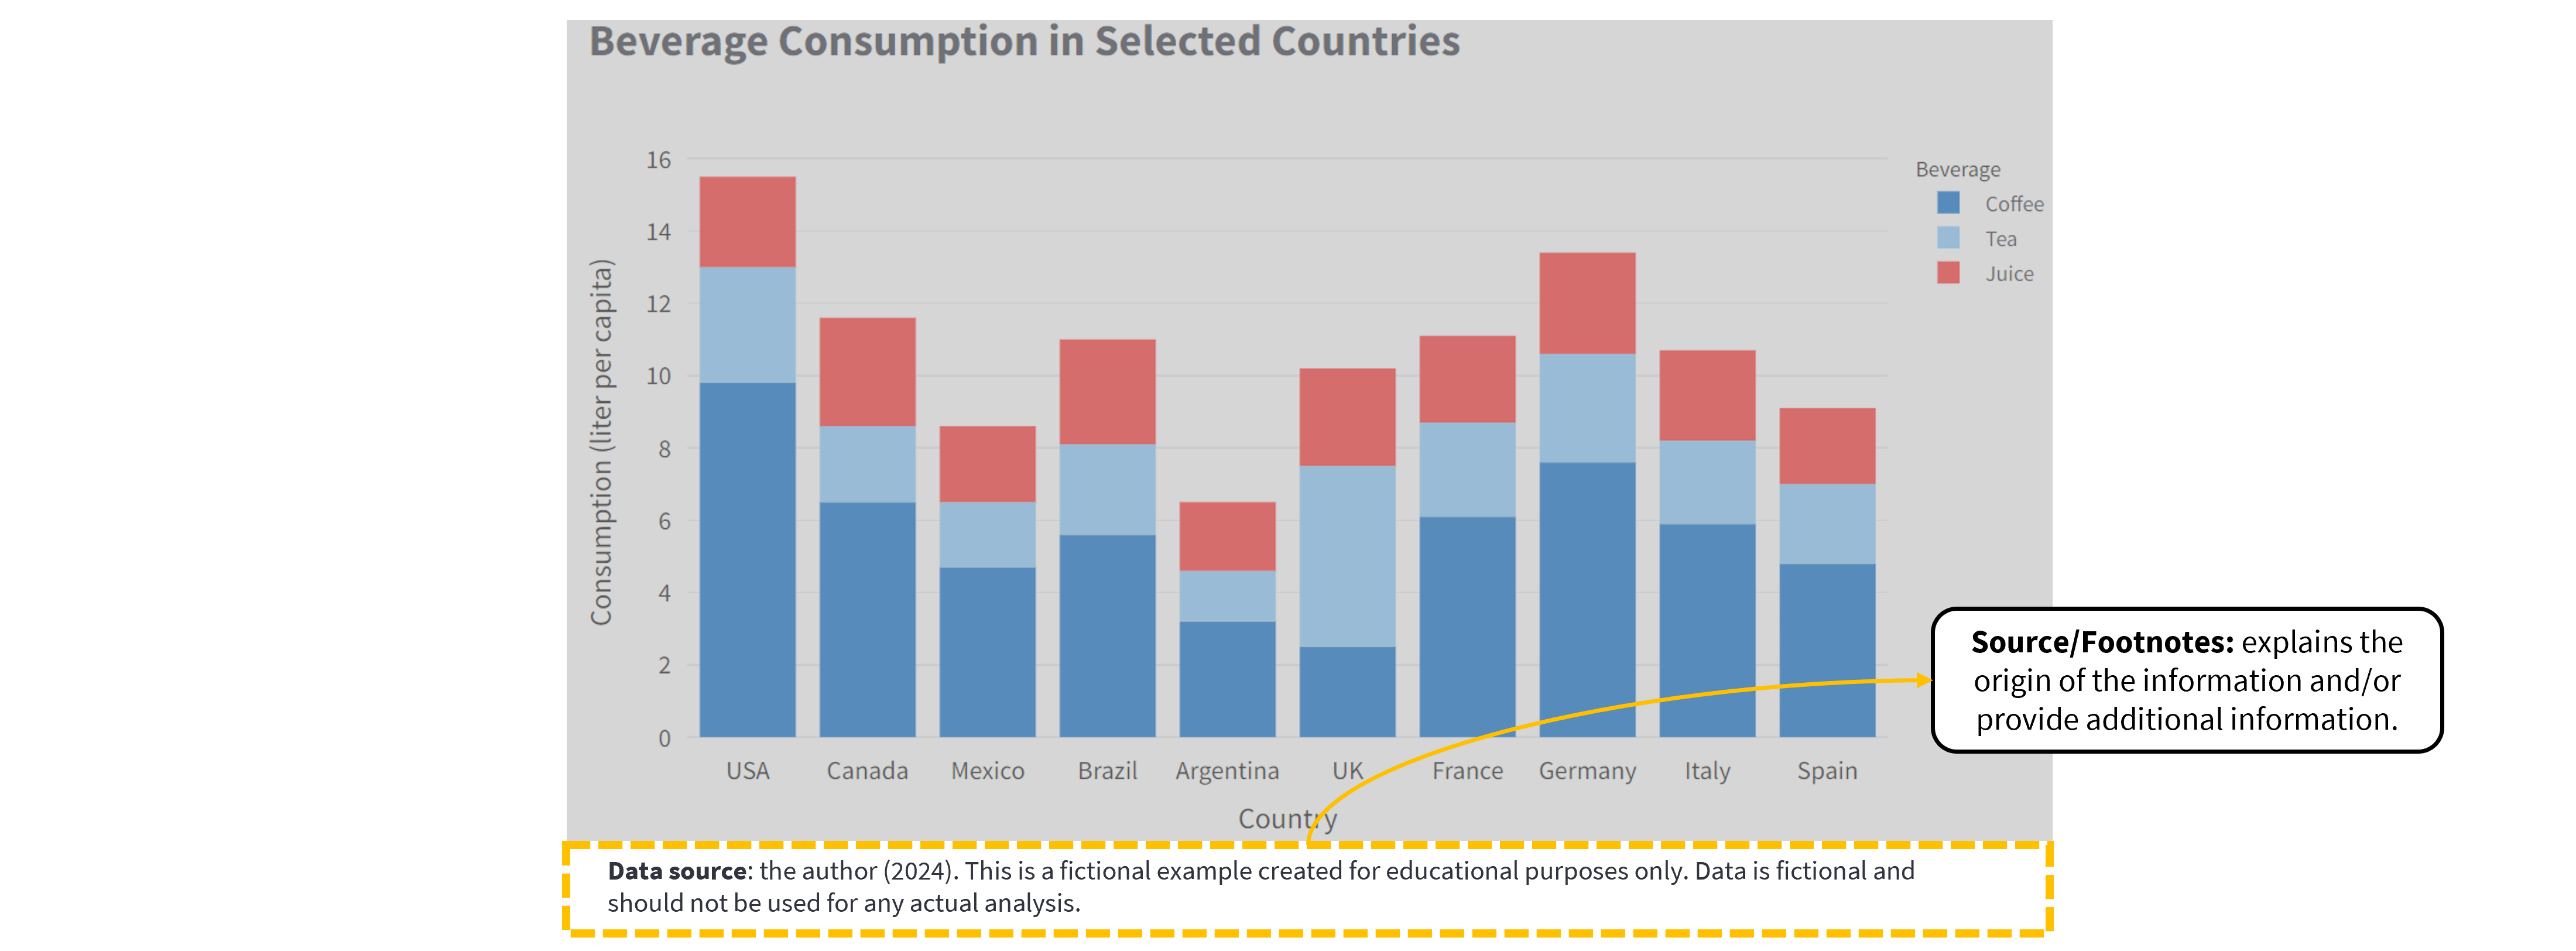 Beverage Consumption in Selected Countries
Consumption (liter per capita)
16
14
12
10
8
6
4
2
0
USA Canada Mexico Brazil Argentina UK France Germany Italy Spain
Country
Beverage
Coffee
Tea
Juice
Source/Footnotes: explains the
origin of the information and/or
provide additional information.
Data source: the author (2024). This is a fictional example created for educational purposes only. Data is fictional and
should not be used for any actual analysis.